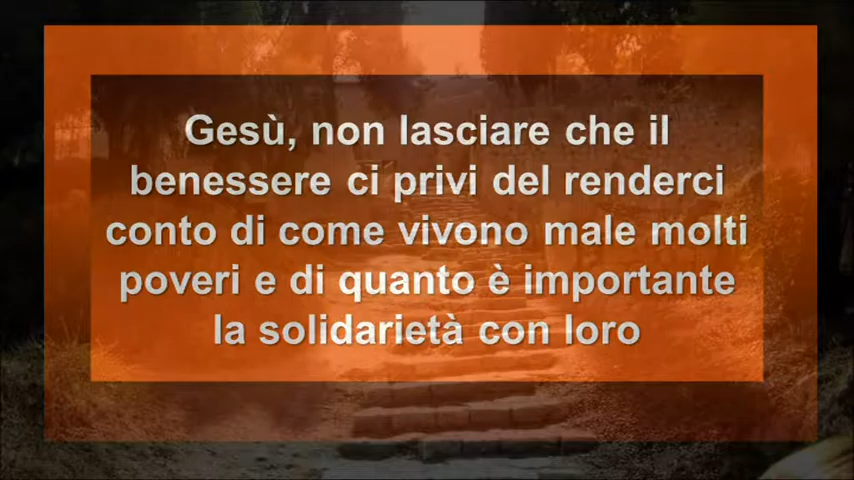 Gesù, non lasciare che il
benessere ci privi del renderci
conto di come vivono male molti
poveri e di quanto è importante
la solidarietà con loro